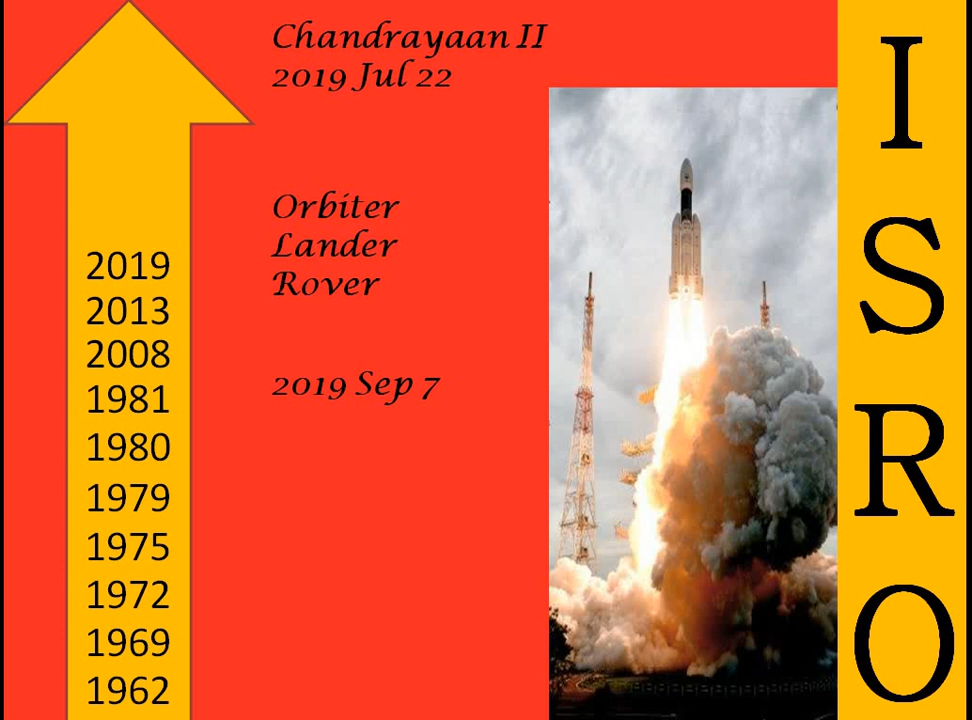 Chandrayaan II
2019 Jul 22
Orbiter
Lander
Rover
2019 Sep 7
2019
2013
2008
1981
1980
1979
1975
1972
1969
1962
I
S
R
O